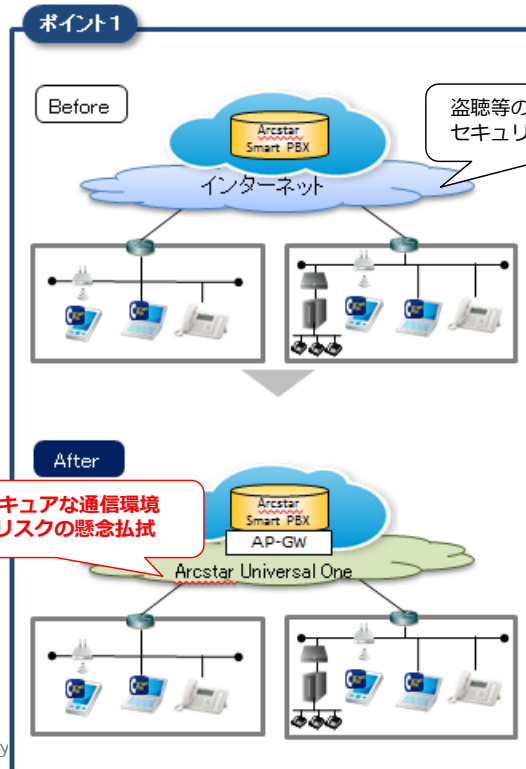 ポイント1
Before
盗聴等の
セキュリ
Arcstar
Smart PBX
インターネット
After
キュアな通信環境
リスクの懸念払拭
Arcstar
Smart PBX
AP-GW
Arcstar Universal One
y